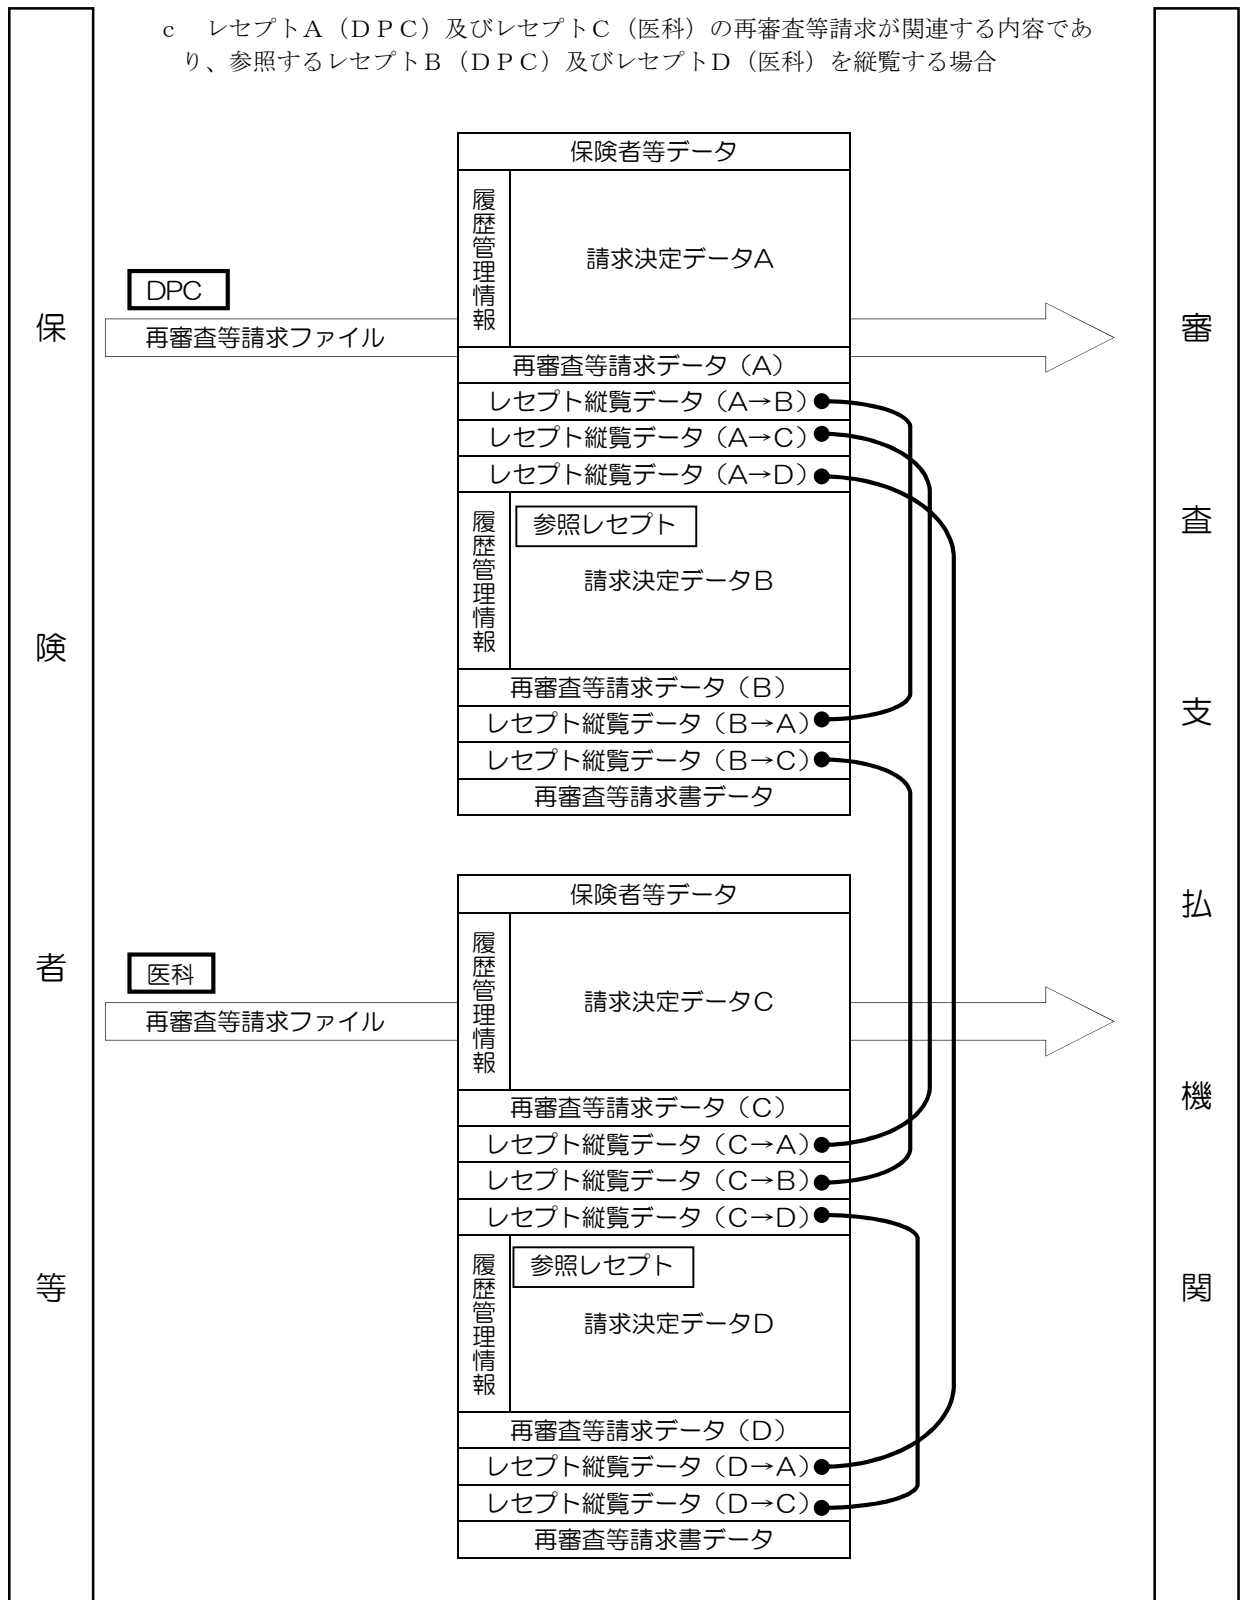 ｃ　レセプトＡ（ＤＰＣ）及びレセプトＣ（医科）の再審査等請求が関連する内容であ
り、参照するレセプトＢ（ＤＰＣ）及びレセプトＤ（医科）を縦覧する場合
保険者等
DPC
再審査等請求ファイル
保険者等データ
履歴管理情報
請求決定データA
再審査等請求データ（A）
レセプト縦覧データ（A→B）
レセプト縦覧データ（A→C）
レセプト縦覧データ（A→D）
履歴管理情報
参照レセプト
請求決定データB
再審査等請求データ（B）
レセプト縦覧データ（B→A）
レセプト縦覧データ（B→C）
再審査等請求書データ
医科
再審査等請求ファイル
保険者等データ
履歴管理情報
請求決定データC
再審査等請求データ（C）
レセプト縦覧データ（C→A）
レセプト縦覧データ（C→B）
レセプト縦覧データ（C→D）
履歴管理情報
参照レセプト
請求決定データD
再審査等請求データ（D）
レセプト縦覧データ（D→A）
レセプト縦覧データ（D→C）
再審査等請求書データ
審査支払機関